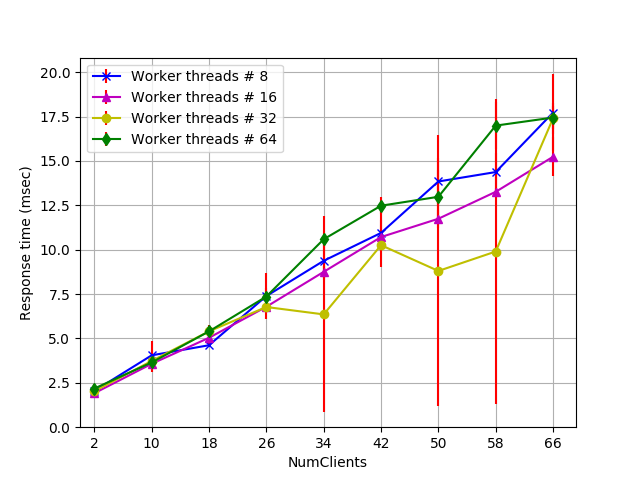 Worker threads # 8
Worker threads # 16
Worker threads # 32
Worker threads # 64
Response time (msec)
20.0
17.5
15.0
12.5
10.0
7.5
5.0
2.5
0.0
2 10 18 26 34 42 50 58 66
NumClients